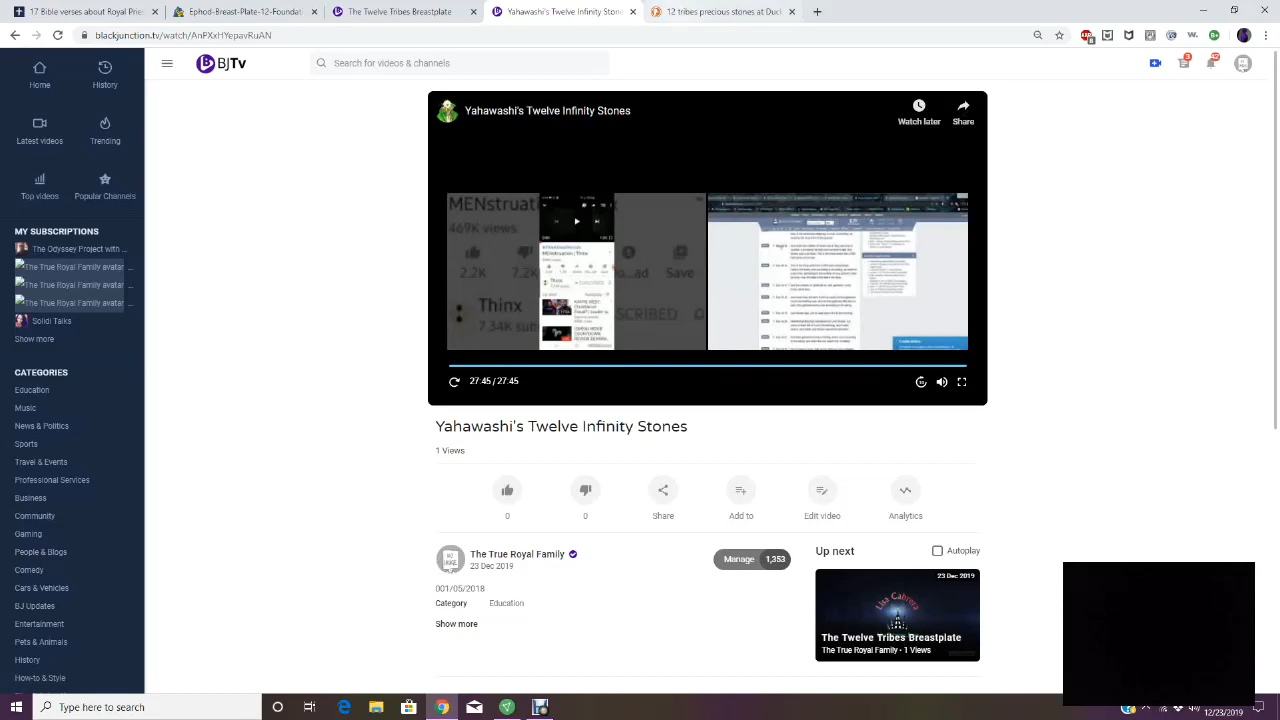 17 Bible verses about Royal Pries
Ephod-Breast-Plate-12-Foundat
The Twelve Tribes Breastplate
Yahawashi's Twelve Infinity Stone
12 tribes precious stones at Duck
blackjunction.tv/watch/AnPXxHYepavRuAN
BJTv
Search for videos & channels
3
42
Home
History
Latest videos
Trending
Top videos
Popular Channels
MY SUBSCRIPTIONS
The Odyssey Project with ...
The True Royal Family avatar ...
The True Royal Family avatar ...
The True Royal Family avatar ...
Solidi Talks
Show more
CATEGORIES
Education
Music
News & Politics
Sports
Travel & Events
Professional Services
Business
Community
Gaming
People & Blogs
Comedy
Cars & Vehicles
BJ Updates
Entertainment
Pets & Animals
History
How-to & Style
Yahawashi's Twelve Infinity Stones
Watch later
Share
MENstruat
SCRIBED
27:45 / 27:45
Yahawashi's Twelve Infinity Stones
1 Views
0
0
Share
Add to
Edit video
Analytics
The True Royal Family
23 Dec 2019
Manage 1,353
001/05/2018
Category Education
Show more
Up next
Autoplay
23 Dec 2019
Lisa Cabrera
The Twelve Tribes Breastplate
The True Royal Family - 1 Views
Type here to search
12/23/2019